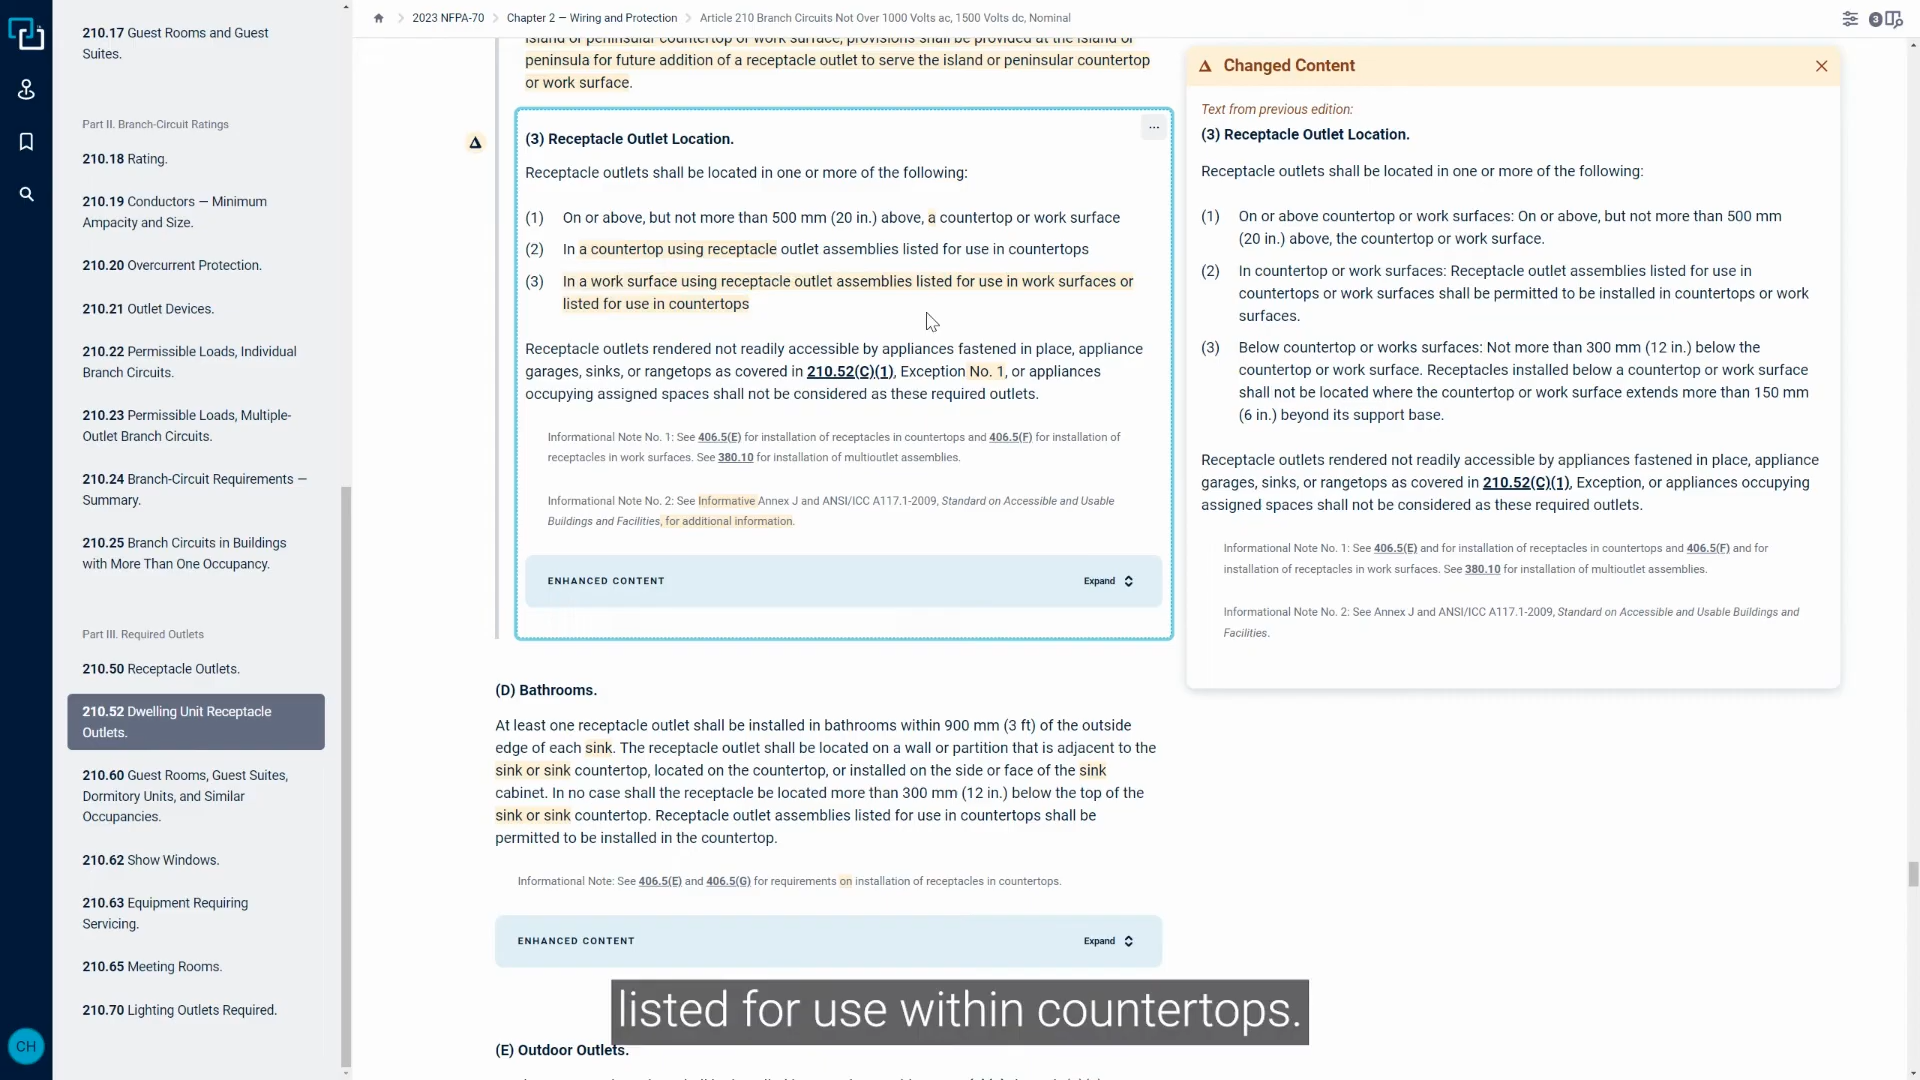 210.17 Guest Rooms and Guest
Suites.
Part II. Branch-Circuit Ratings
210.18 Rating.
210.19 Conductors — Minimum
Ampacity and Size.
210.20 Overcurrent Protection.
210.21 Outlet Devices.
210.22 Permissible Loads, Individual
Branch Circuits.
210.23 Permissible Loads, Multiple-
Outlet Branch Circuits.
210.24 Branch-Circuit Requirements —
Summary.
210.25 Branch Circuits in Buildings
with More Than One Occupancy.
Part III. Required Outlets
210.50 Receptacle Outlets.
210.52 Dwelling Unit Receptacle
Outlets.
210.60 Guest Rooms, Guest Suites,
Dormitory Units, and Similar
Occupancies.
210.62 Show Windows.
210.63 Equipment Requiring
Servicing.
210.65 Meeting Rooms.
210.70 Lighting Outlets Required.
CH
2023 NFPA-70 > Chapter 2 — Wiring and Protection > Article 210 Branch Circuits Not Over 1000 Volts ac, 1500 Volts dc, Nominal
3
island or peninsular countertop or work surface, provisions shall be provided at the island or
peninsula for future addition of a receptacle outlet to serve the island or peninsular countertop
or work surface.
(3) Receptacle Outlet Location.
Receptacle outlets shall be located in one or more of the following:
(1) On or above, but not more than 500 mm (20 in.) above, a countertop or work surface
(2) In a countertop using receptacle outlet assemblies listed for use in countertops
(3) In a work surface using receptacle outlet assemblies listed for use in work surfaces or
listed for use in countertops
Receptacle outlets rendered not readily accessible by appliances fastened in place, appliance
garages, sinks, or rangetops as covered in 210.52(C)(1), Exception No. 1, or appliances
occupying assigned spaces shall not be considered as these required outlets.
Informational Note No. 1: See 406.5(E) for installation of receptacles in countertops and 406.5(F) for installation of
receptacles in work surfaces. See 380.10 for installation of multioutlet assemblies.
Informational Note No. 2: See Informative Annex J and ANSI/ICC A117.1-2009, Standard on Accessible and Usable
Buildings and Facilities, for additional information.
ENHANCED CONTENT Expand
(D) Bathrooms.
At least one receptacle outlet shall be installed in bathrooms within 900 mm (3 ft) of the outside
edge of each sink. The receptacle outlet shall be located on a wall or partition that is adjacent to the
sink or sink countertop, located on the countertop, or installed on the side or face of the sink
cabinet. In no case shall the receptacle be located more than 300 mm (12 in.) below the top of the
sink or sink countertop. Receptacle outlet assemblies listed for use in countertops shall be
permitted to be installed in the countertop.
Informational Note: See 406.5(E) and 406.5(G) for requirements on installation of receptacles in countertops.
ENHANCED CONTENT Expand
(E) Outdoor Outlets.
Changed Content
Text from previous edition:
(3) Receptacle Outlet Location.
Receptacle outlets shall be located in one or more of the following:
(1) On or above countertop or work surfaces: On or above, but not more than 500 mm
(20 in.) above, the countertop or work surface.
(2) In countertop or work surfaces: Receptacle outlet assemblies listed for use in
countertops or work surfaces shall be permitted to be installed in countertops or work
surfaces.
(3) Below countertop or works surfaces: Not more than 300 mm (12 in.) below the
countertop or work surface. Receptacles installed below a countertop or work surface
shall not be located where the countertop or work surface extends more than 150 mm
(6 in.) beyond its support base.
Receptacle outlets rendered not readily accessible by appliances fastened in place, appliance
garages, sinks, or rangetops as covered in 210.52(C)(1), Exception, or appliances occupying
assigned spaces shall not be considered as these required outlets.
Informational Note No. 1: See 406.5(E) and for installation of receptacles in countertops and 406.5(F) and for
installation of receptacles in work surfaces. See 380.10 for installation of multioutlet assemblies.
Informational Note No. 2: See Annex J and ANSI/ICC A117.1-2009, Standard on Accessible and Usable Buildings and
Facilities.
listed for use within countertops.